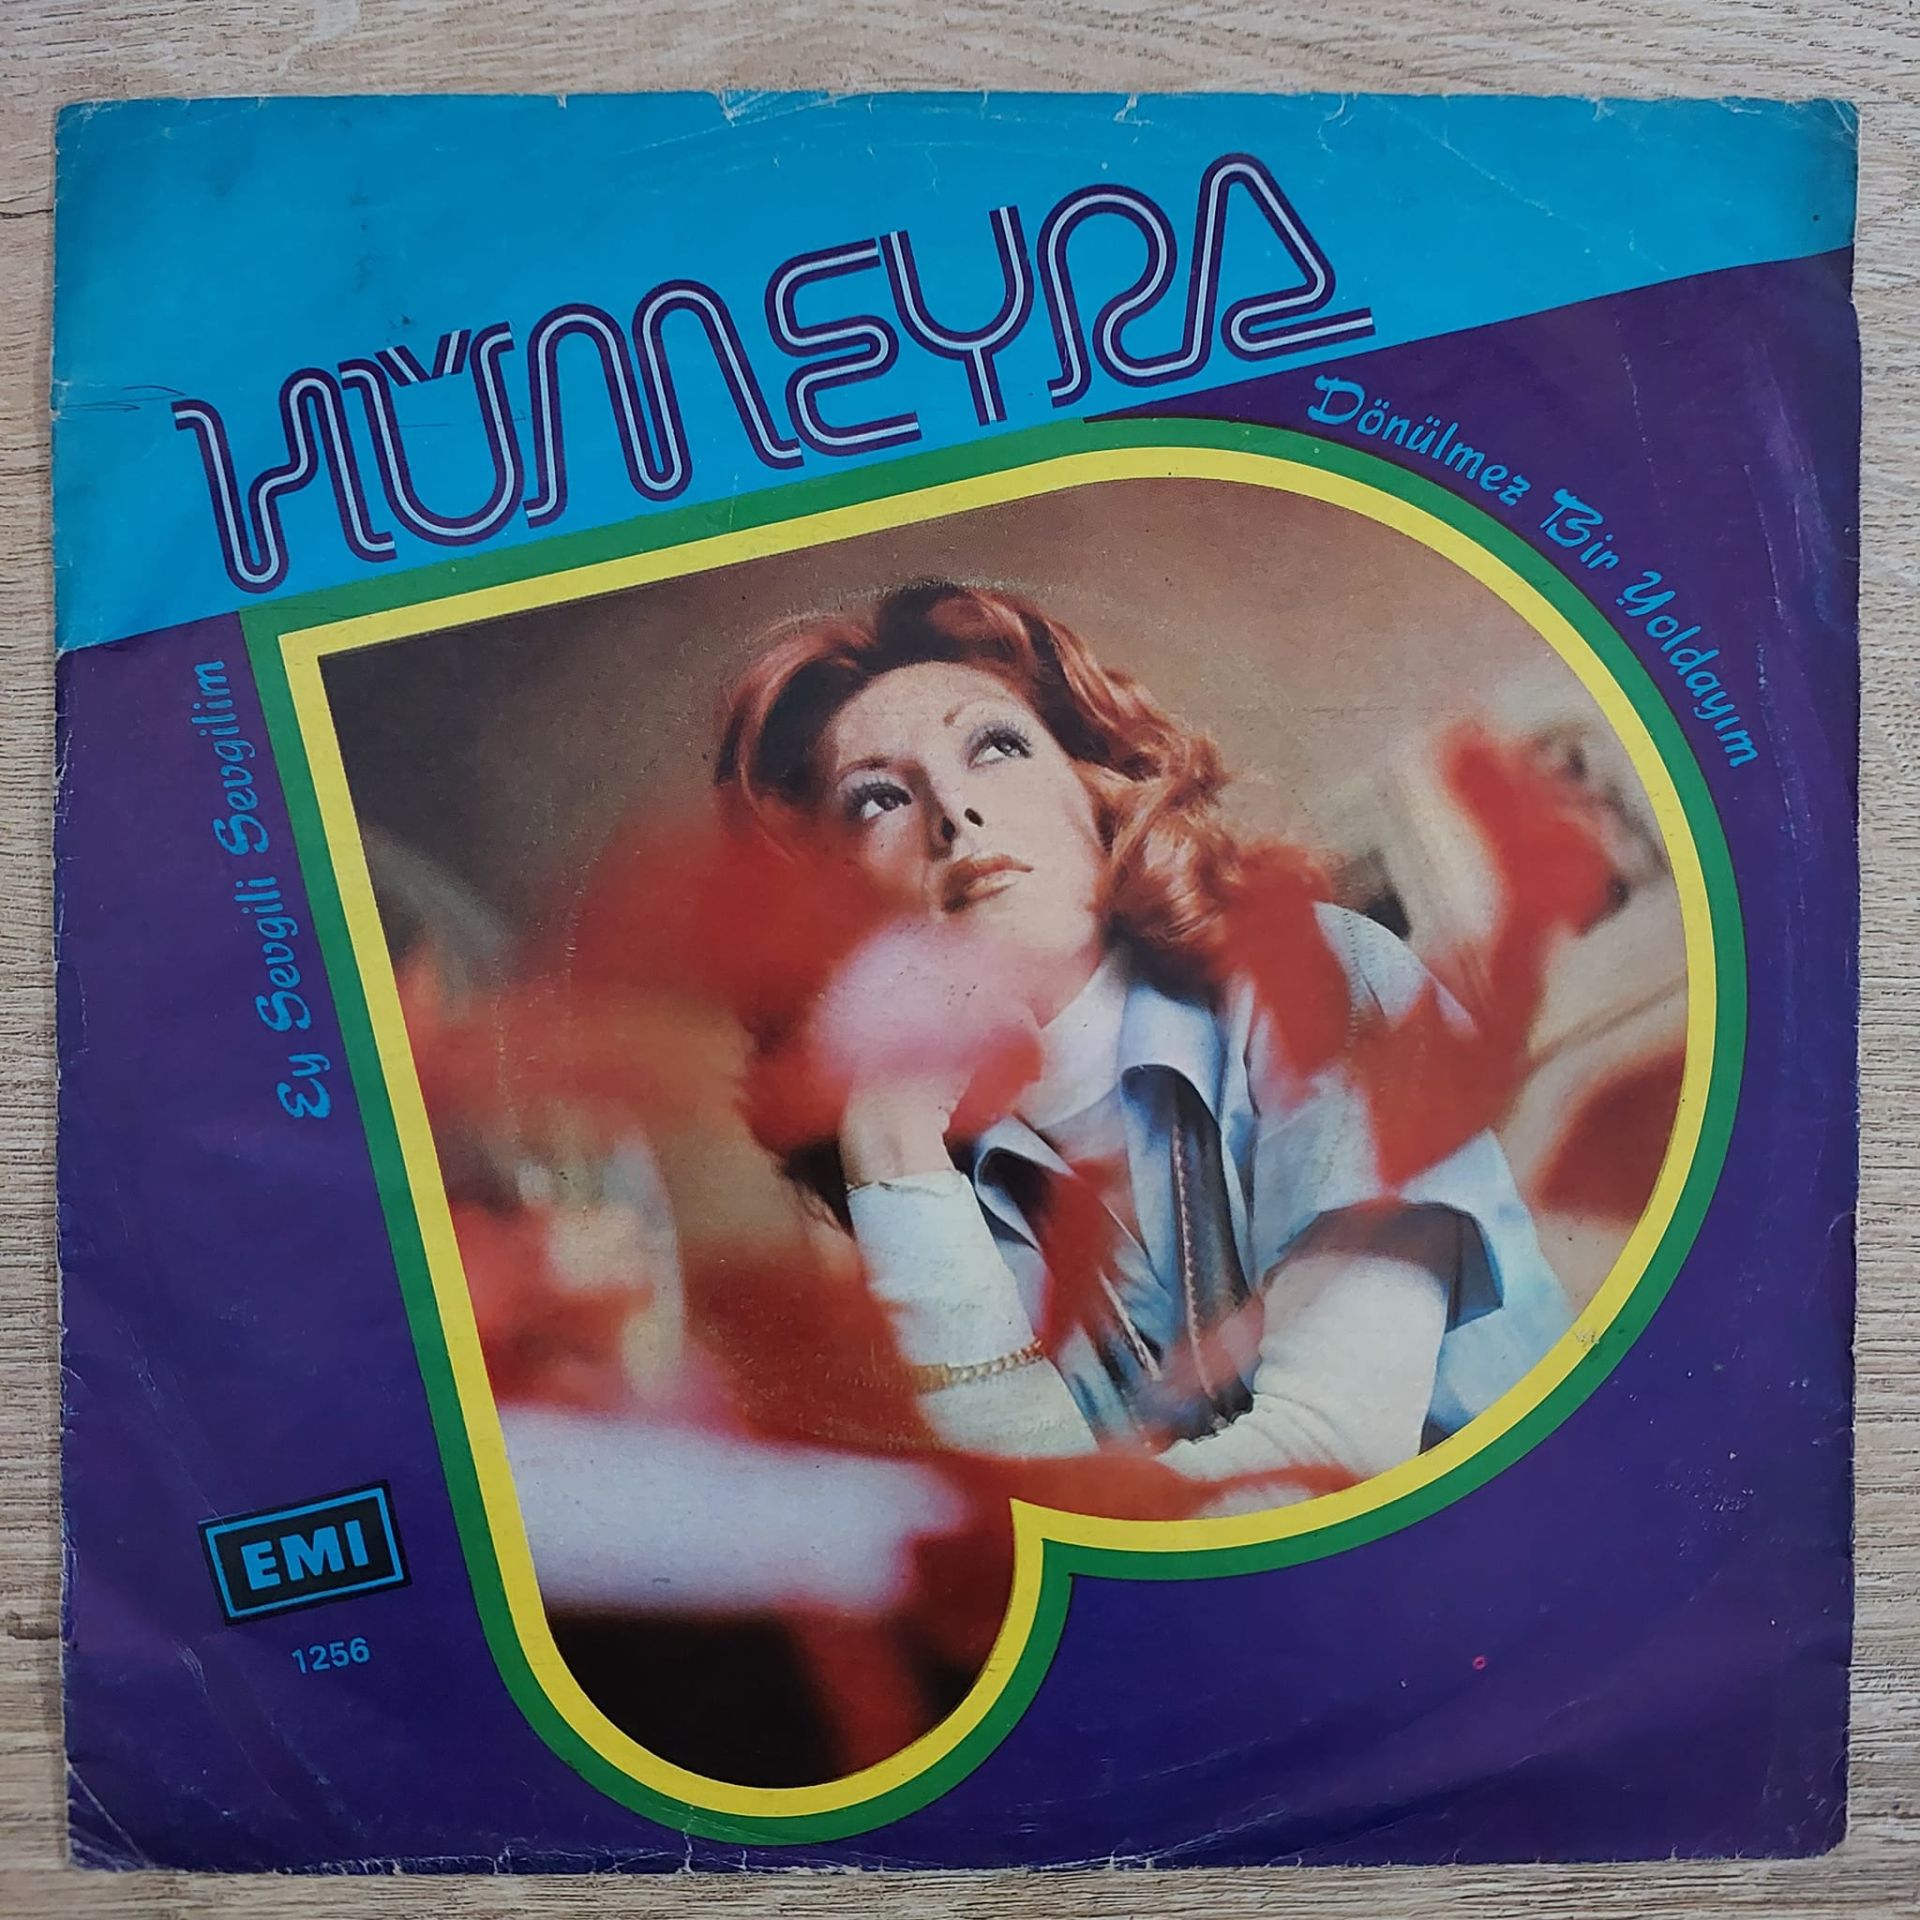 HÜMEYRA
Dönülmez Bir Yoldayım
Ey Sevgili Sevgilim
EMI
1256